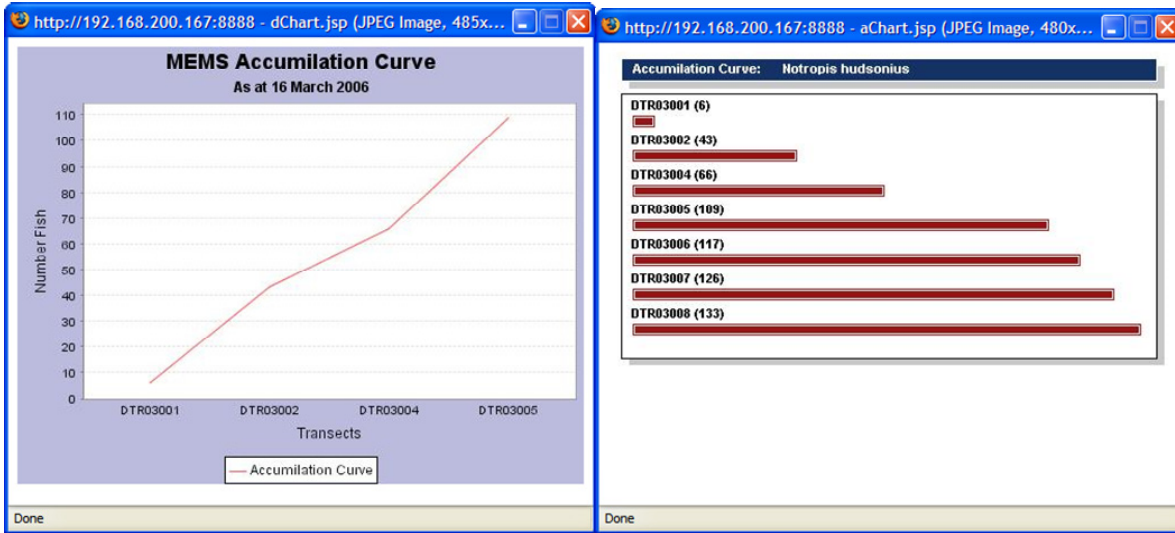 http://192.168.200.167:8888 - dChart.jsp (JPEG Image, 485x...
MEMS Accumilation Curve
As at 16 March 2006
110
100
90
80
70
60
50
40
30
20
10
0
Number Fish
DTR03001 DTR03002 DTR03004 DTR03005
Transects
Accumilation Curve
Done
http://192.168.200.167:8888 - aChart.jsp (JPEG Image, 480x...
Accumilation Curve: Notropis hudsonius
DTR03001 (6)
DTR03002 (43)
DTR03004 (66)
DTR03005 (109)
DTR03006 (117)
DTR03007 (126)
DTR03008 (133)
Done